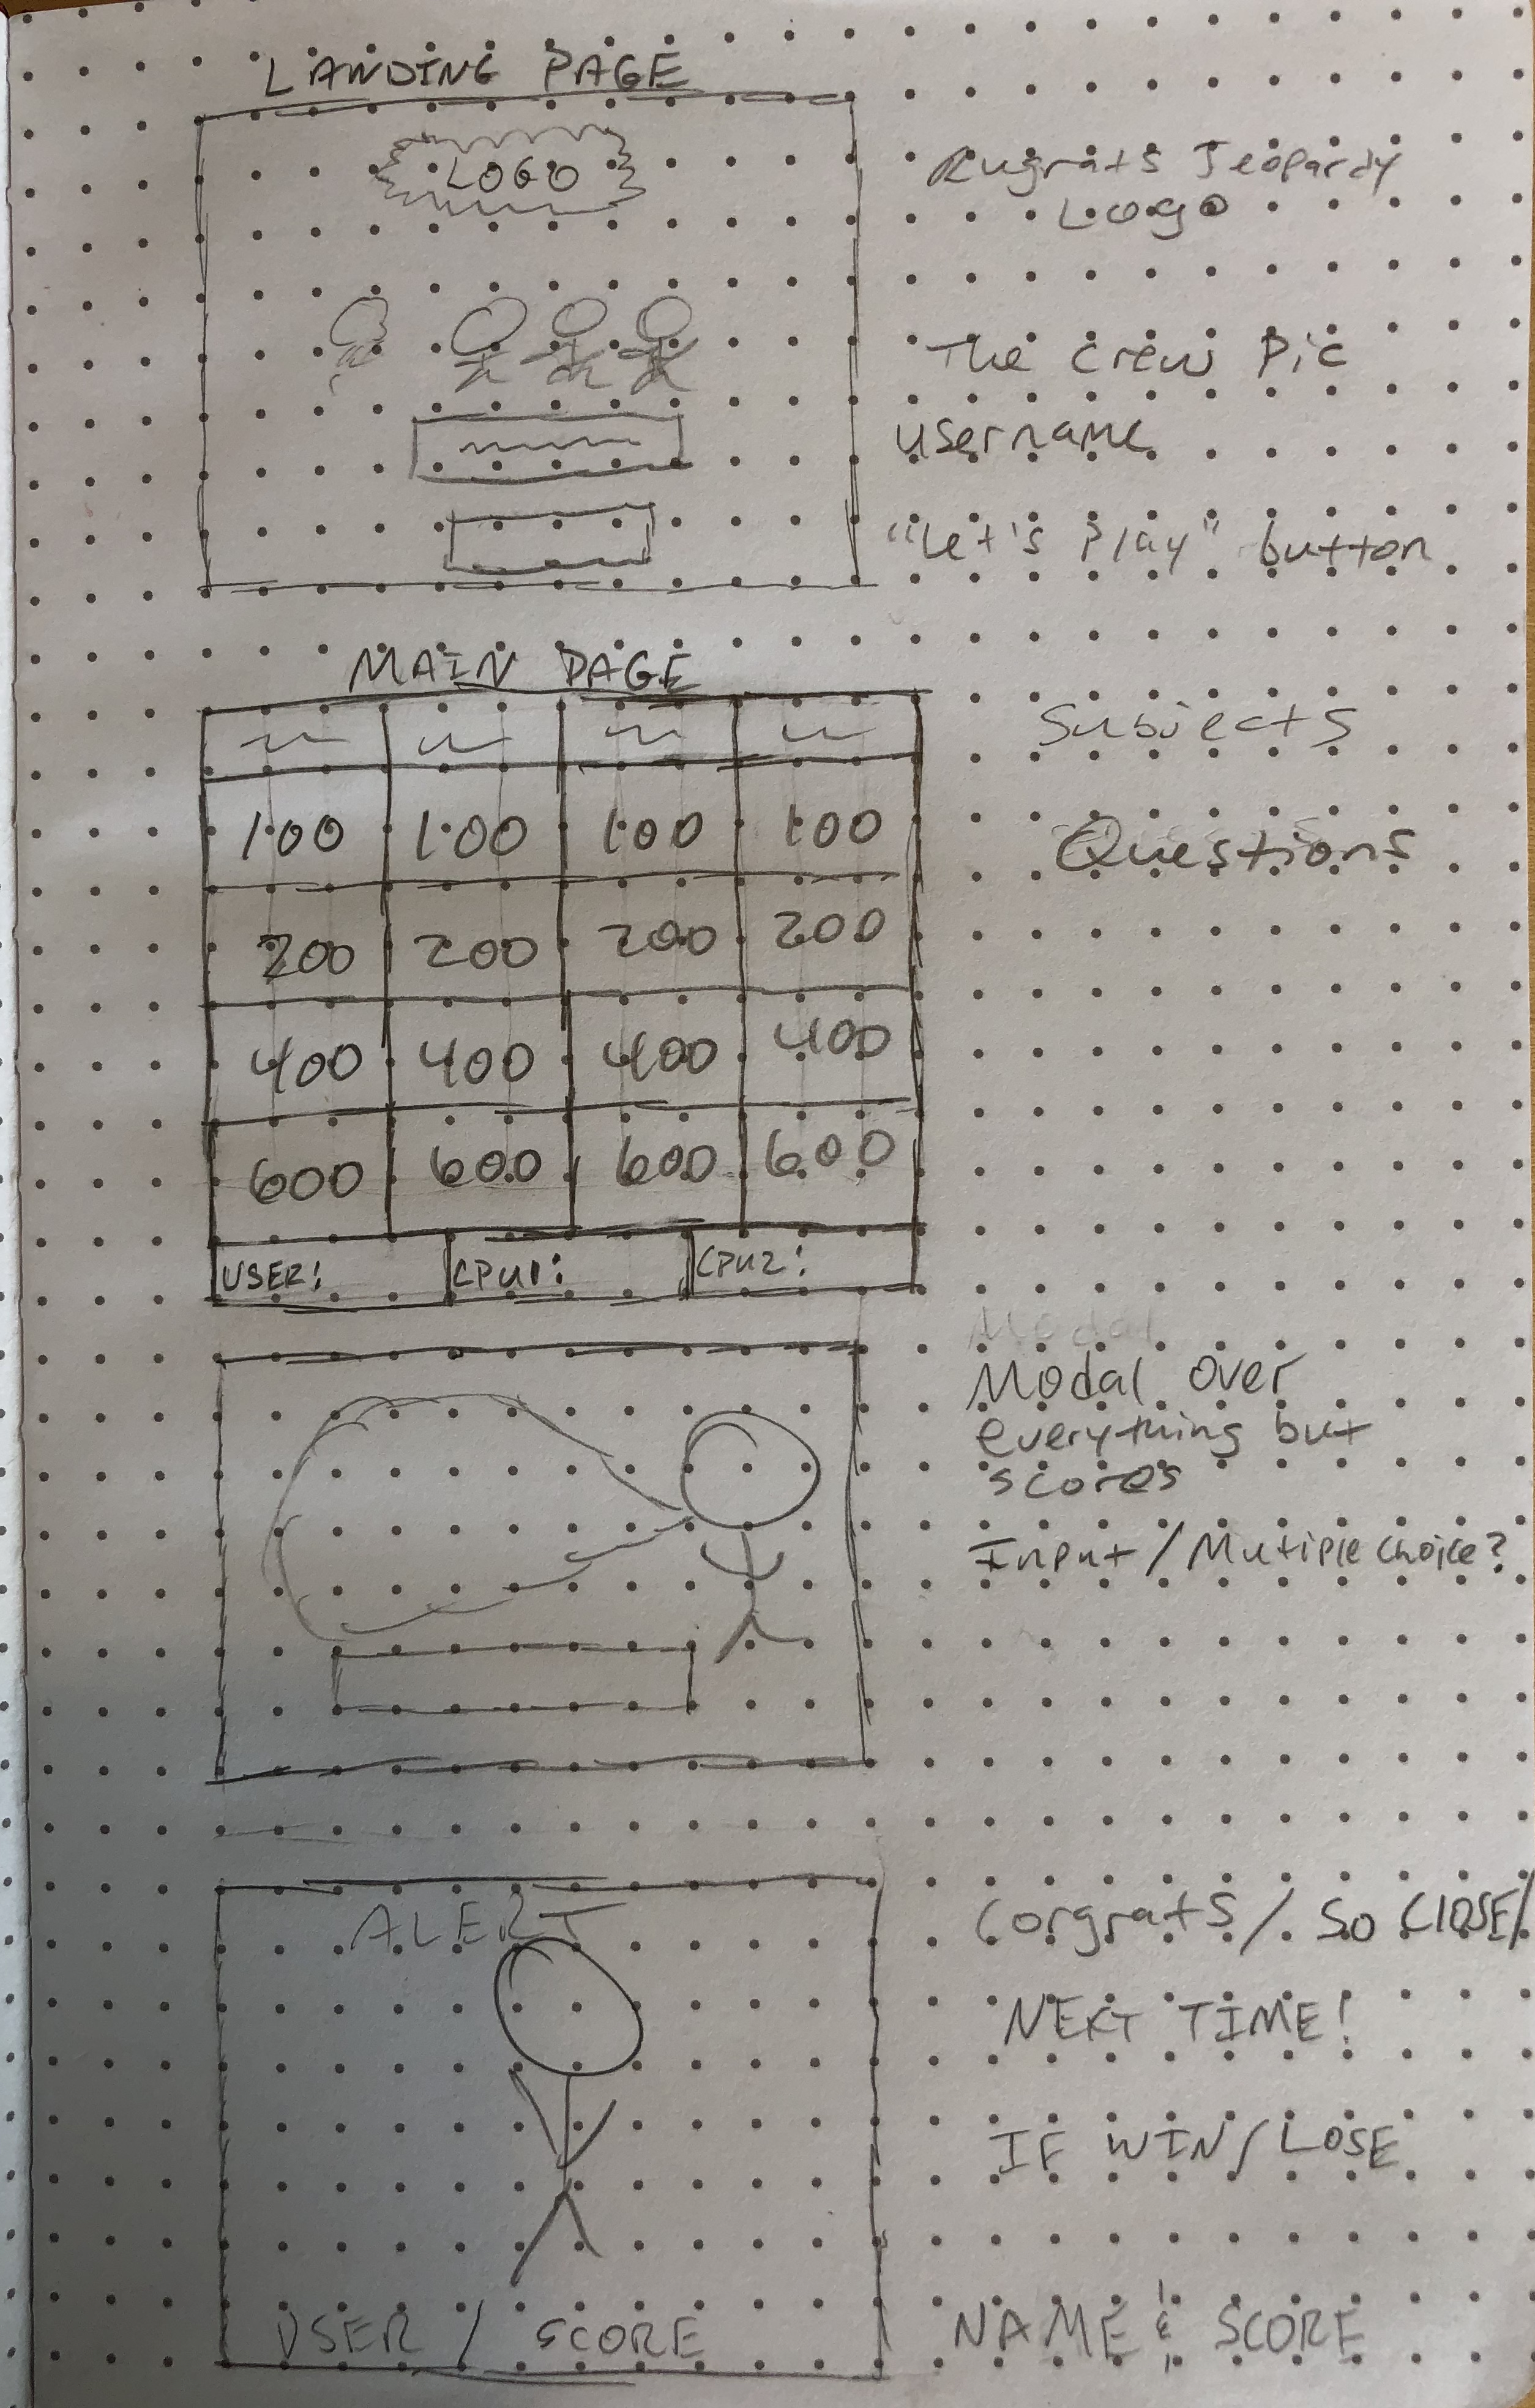 LANDING PAGE
LOGO
Rugrats Jeopardy
Logo
The Crew Pic
username
"Let's Play" button
MAIN PAGE
Subjects
100 100 100 100
Questions
200 200 200 200
400 400 400 400
600 600 600 600
USER: CPU1: CPU2:
Modal
Modal over
everything but
scores
Input/Mutiple choice?
ALERT
Congrats/ SO CLOSE/
NEXT TIME!
IF WIN/LOSE
USER / SCORE
NAME & SCORE